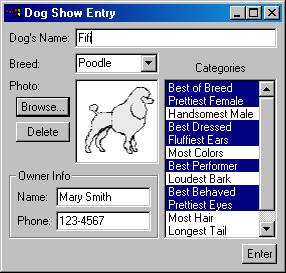 Dog Show Entry
Dog's Name: Fifi
Breed: Poodle
Photo:
Browse...
Delete
Categories
Best of Breed
Prettiest Female
Handsomest Male
Best Dressed
Fluffiest Ears
Most Colors
Best Performer
Loudest Bark
Best Behaved
Prettiest Eyes
Most Hair
Longest Tail
Owner Info
Name: Mary Smith
Phone: 123-4567
Enter